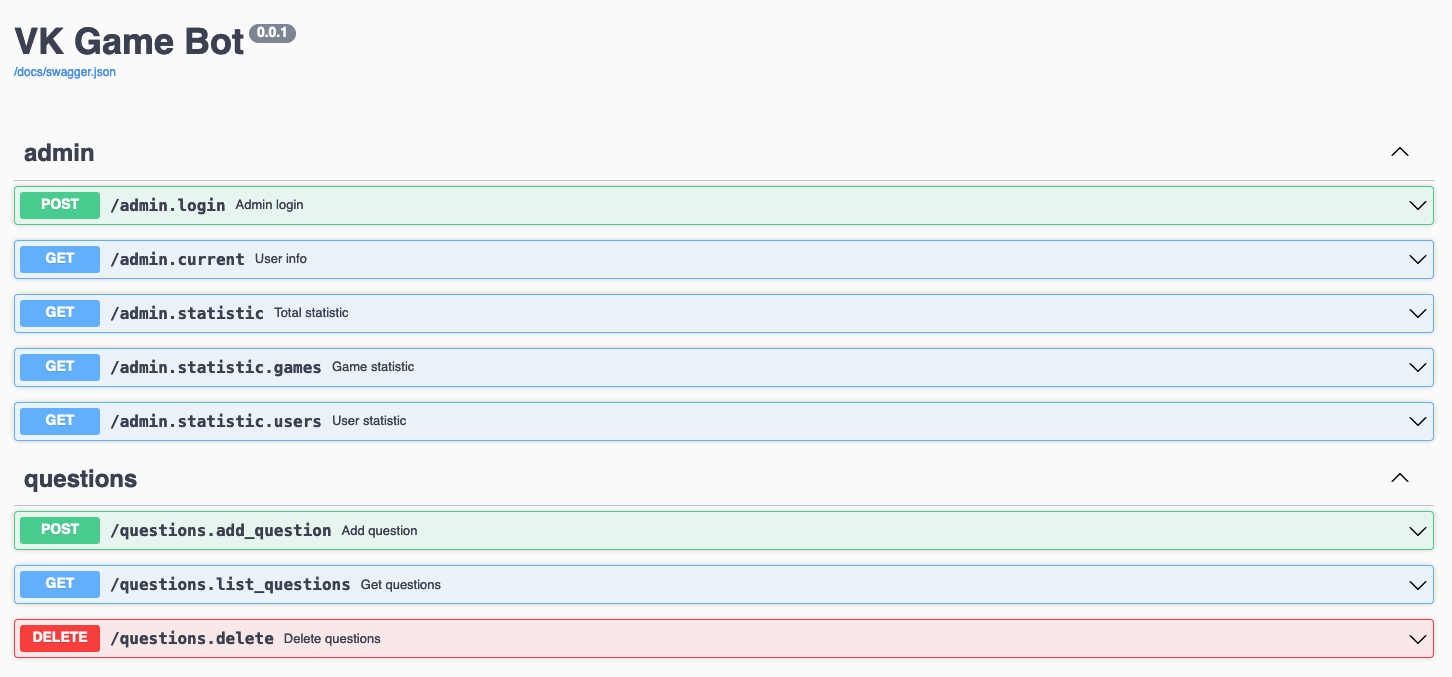 VK Game Bot 0.0.1
/docs/swagger.json
admin
POST /admin.login Admin login
GET /admin.current User info
GET /admin.statistic Total statistic
GET /admin.statistic.games Game statistic
GET /admin.statistic.users User statistic
questions
POST /questions.add_question Add question
GET /questions.list_questions Get questions
DELETE /questions.delete Delete questions